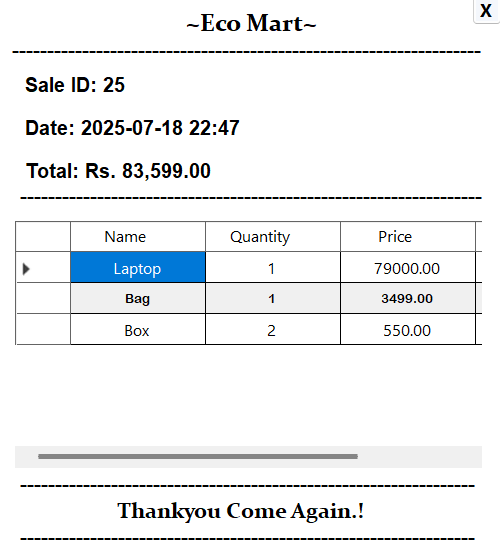 X
~Eco Mart~
Sale ID: 25
Date: 2025-07-18 22:47
Total: Rs. 83,599.00
Name Quantity Price
Laptop 1 79000.00
Bag 1 3499.00
Box 2 550.00
Thankyou Come Again.!